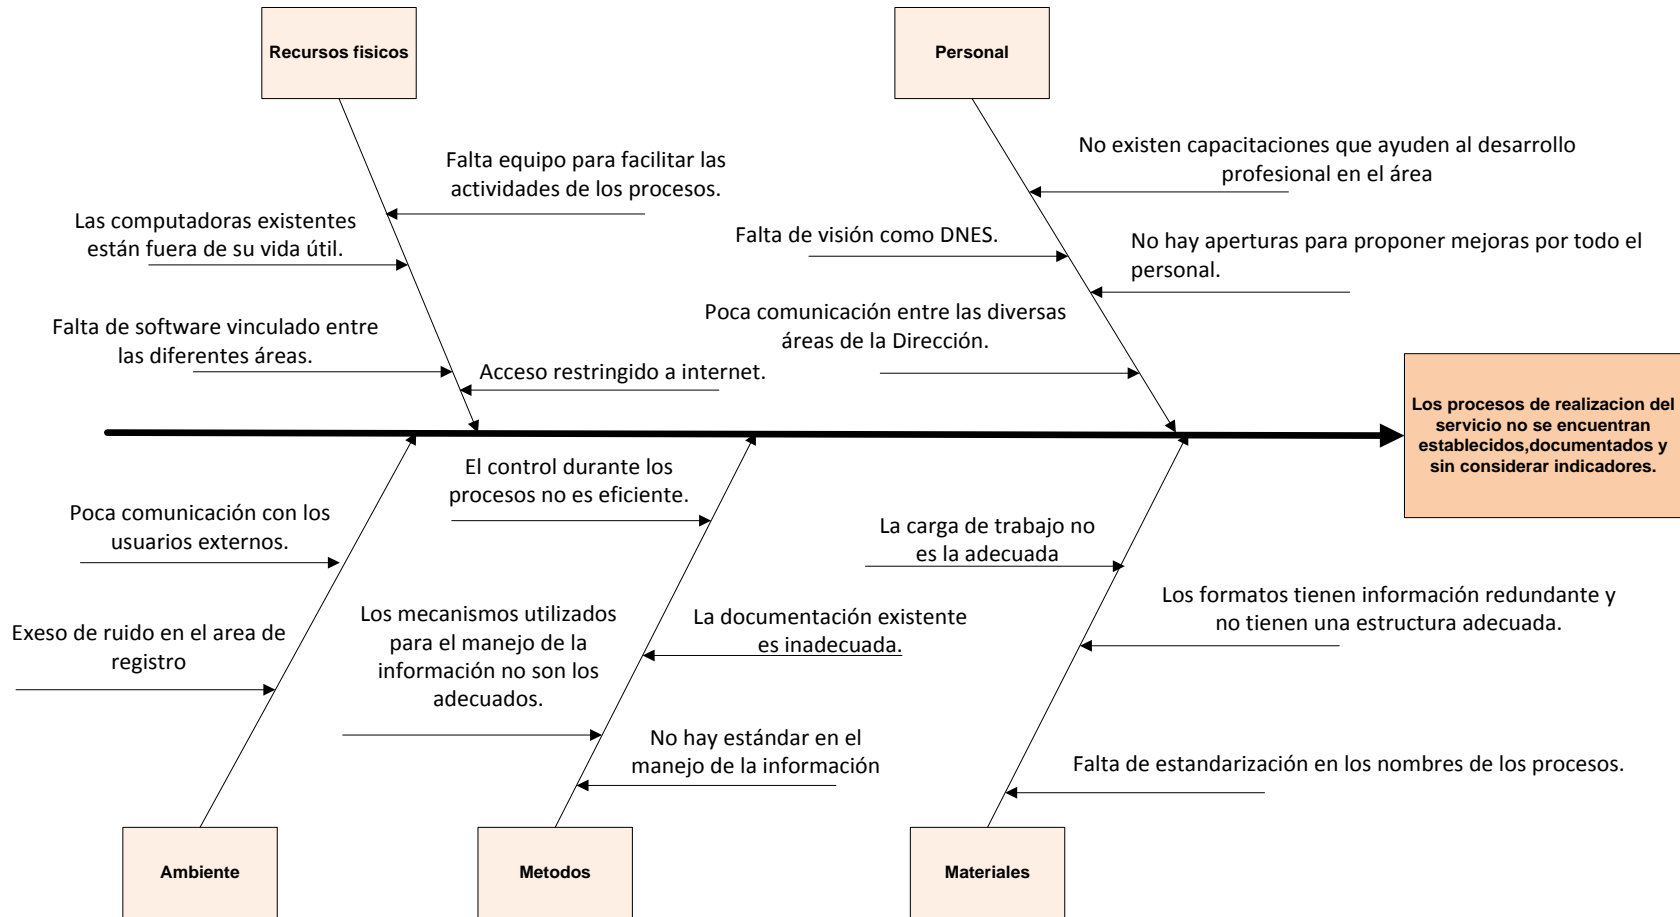 Recursos fisicos
Personal
Falta equipo para facilitar las
actividades de los procesos.
Las computadoras existentes
están fuera de su vida útil.
Falta de software vinculado entre
las diferentes áreas.
Acceso restringido a internet.
No existen capacitaciones que ayuden al desarrollo
profesional en el área
Falta de visión como DNES.
No hay aperturas para proponer mejoras por todo el
personal.
Poca comunicación entre las diversas
áreas de la Dirección.
Los procesos de realizacion del
servicio no se encuentran
establecidos,documentados y
sin considerar indicadores.
Poca comunicación con los
usuarios externos.
Exeso de ruido en el area de
registro
El control durante los
procesos no es eficiente.
Los mecanismos utilizados
para el manejo de la
información no son los
adecuados.
La documentación existente
es inadecuada.
No hay estándar en el
manejo de la información
La carga de trabajo no
es la adecuada
Los formatos tienen información redundante y
no tienen una estructura adecuada.
Falta de estandarización en los nombres de los procesos.
Ambiente
Metodos
Materiales